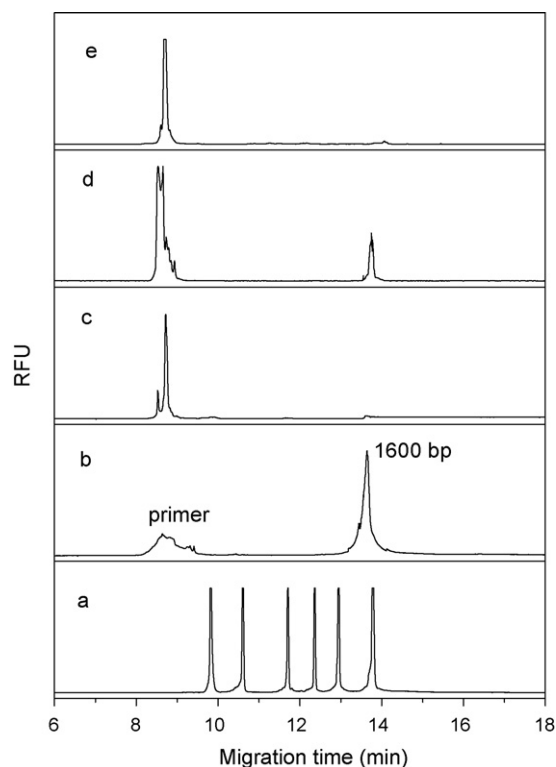 e
d
c
b
1600 bp
primer
a
RFU
6 8 10 12 14 16 18
Migration time (min)